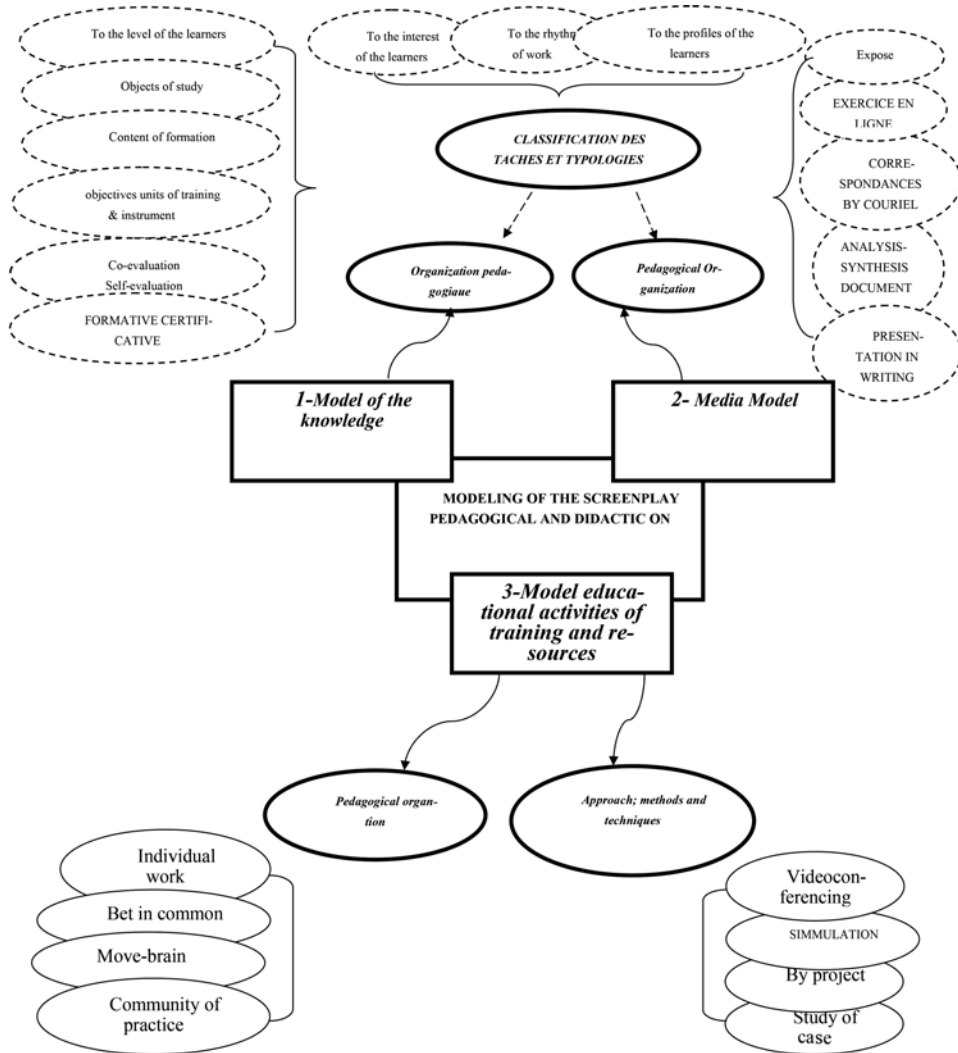 To the level of the learners
Objects of study
Content of formation
objectives units of training
& instrument
Co-evaluation
Self-evaluation
FORMATIVE CERTIFI-
CATIVE
To the interest
of the learners
To the rhythm
of work
To the profiles of the
learners
CLASSIFICATION DES
TACHES ET TYPOLOGIES
Expose
EXERCICE EN
LIGNE
CORRE-
SPONDANCES
BY COURIEL
ANALYSIS-
SYNTHESIS
DOCUMENT
PRESEN-
TATION IN
WRITING
Organization peda-
gogiaue
Pedagogical Or-
ganization
1-Model of the
knowledge
2- Media Model
MODELING OF THE SCREENPLAY
PEDAGOGICAL AND DIDACTIC ON
3-Model educa-
tional activities of
training and re-
sources
Pedagogical organ-
tion
Approach; methods and
techniques
Individual
work
Bet in common
Move-brain
Community of
practice
Videocon-
ferencing
SIMMULATION
By project
Study of
case